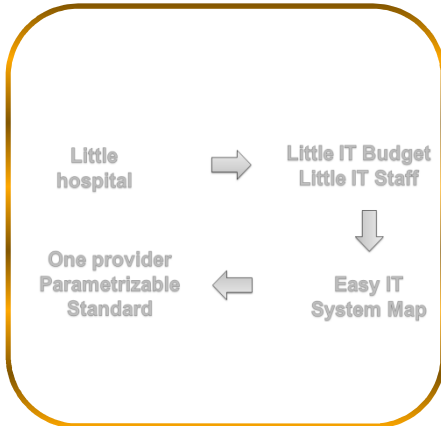 Little
hospital
Little IT Budget
Little IT Staff
Easy IT
System Map
One provider
Parametrizable
Standard